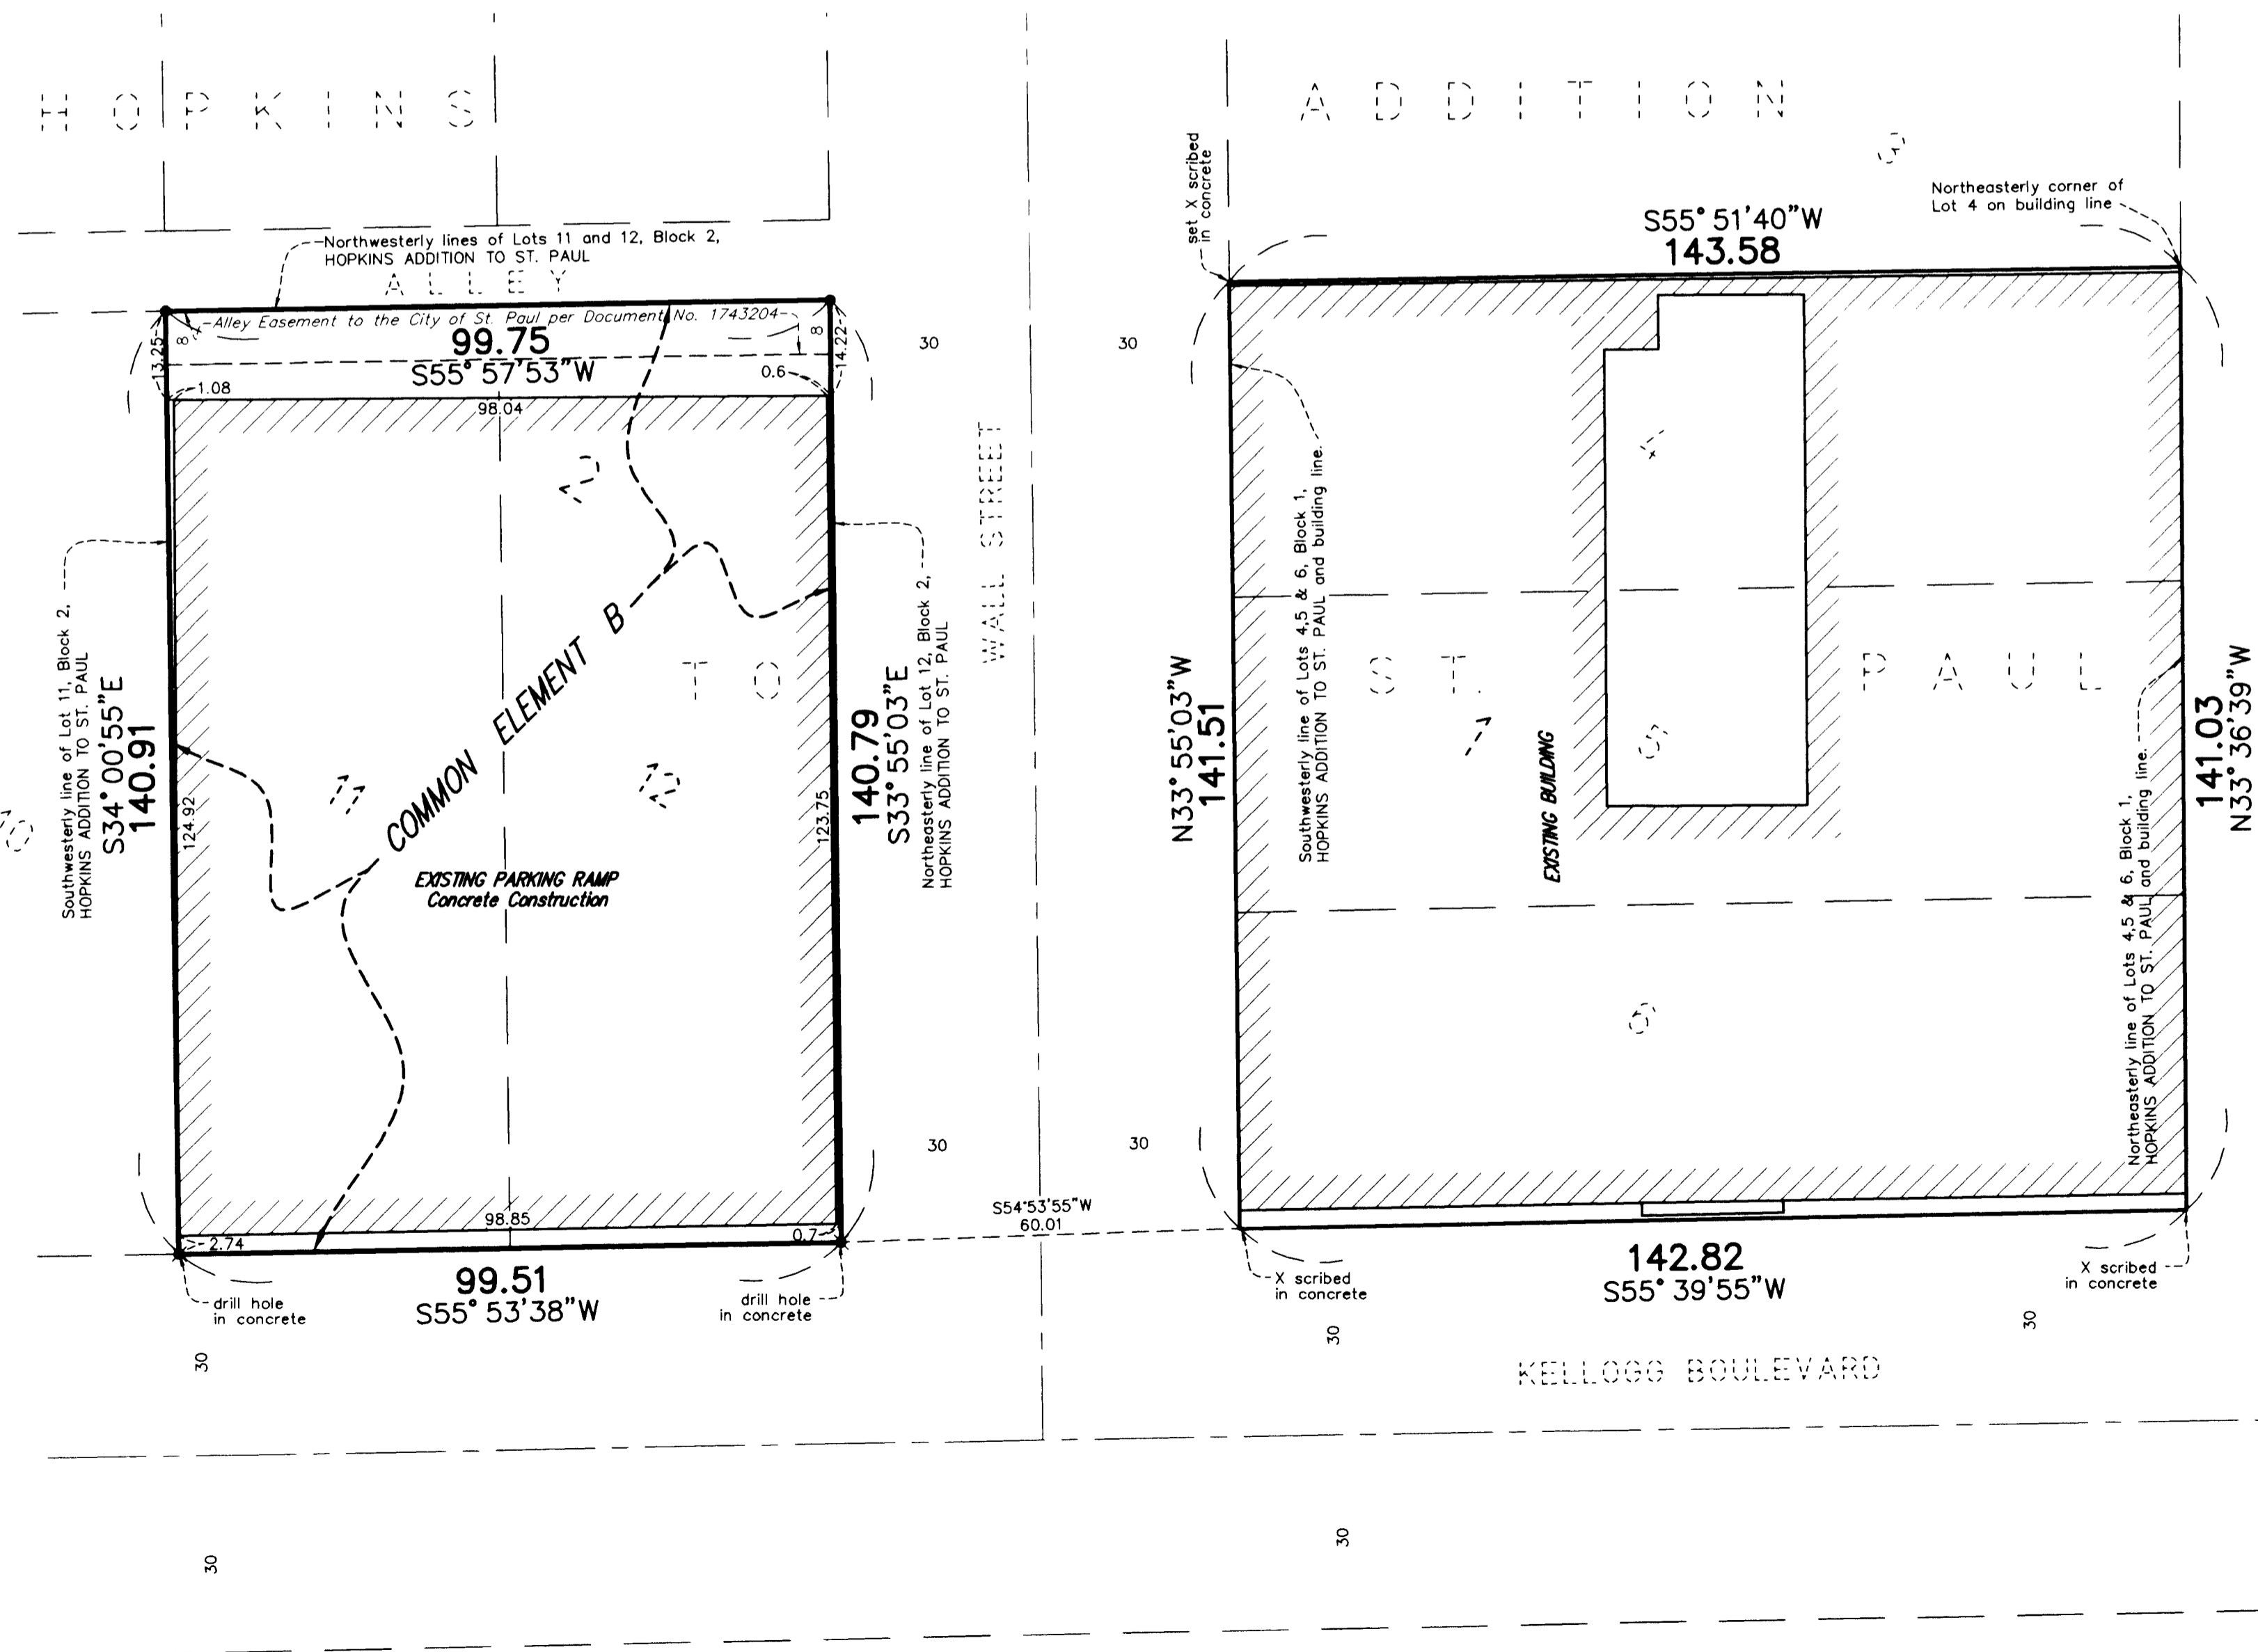 HOPKINS
ADDITION
3
set X scribed
in concrete
Northeasterly corner of
Lot 4 on building line
S55°51'40"W
143.58
Northwesterly lines of Lots 11 and 12, Block 2,
HOPKINS ADDITION TO ST. PAUL
ALLEY
Alley Easement to the City of St. Paul per Document No. 1743204
99.75
S55°57'53"W
8
8
13.25
14.22
1.08
0.6
98.04
30
30
12
4
WALL STREET
Southwesterly line of Lot 11, Block 2,
HOPKINS ADDITION TO ST. PAUL
S34°00'55"E
140.91
124.92
COMMON ELEMENT B
TO
11
12
10
EXISTING PARKING RAMP
Concrete Construction
123.75
140.79
S33°55'03"E
Northeasterly line of Lot 12, Block 2,
HOPKINS ADDITION TO ST. PAUL
N33°55'03"W
141.51
Southwesterly line of Lots 4,5 & 6, Block 1,
HOPKINS ADDITION TO ST. PAUL and building line.
ST.
PAUL
1
EXISTING BUILDING
5
6
Northeasterly line of Lots 4,5 & 6, Block 1,
HOPKINS ADDITION TO ST. PAUL and building line.
141.03
N33°36'39"W
30
30
98.85
2.74
0.7
S54°53'55"W
60.01
99.51
S55°53'38"W
drill hole
in concrete
drill hole
in concrete
X scribed
in concrete
142.82
S55°39'55"W
X scribed
in concrete
30
30
30
KELLOGG BOULEVARD
30
30